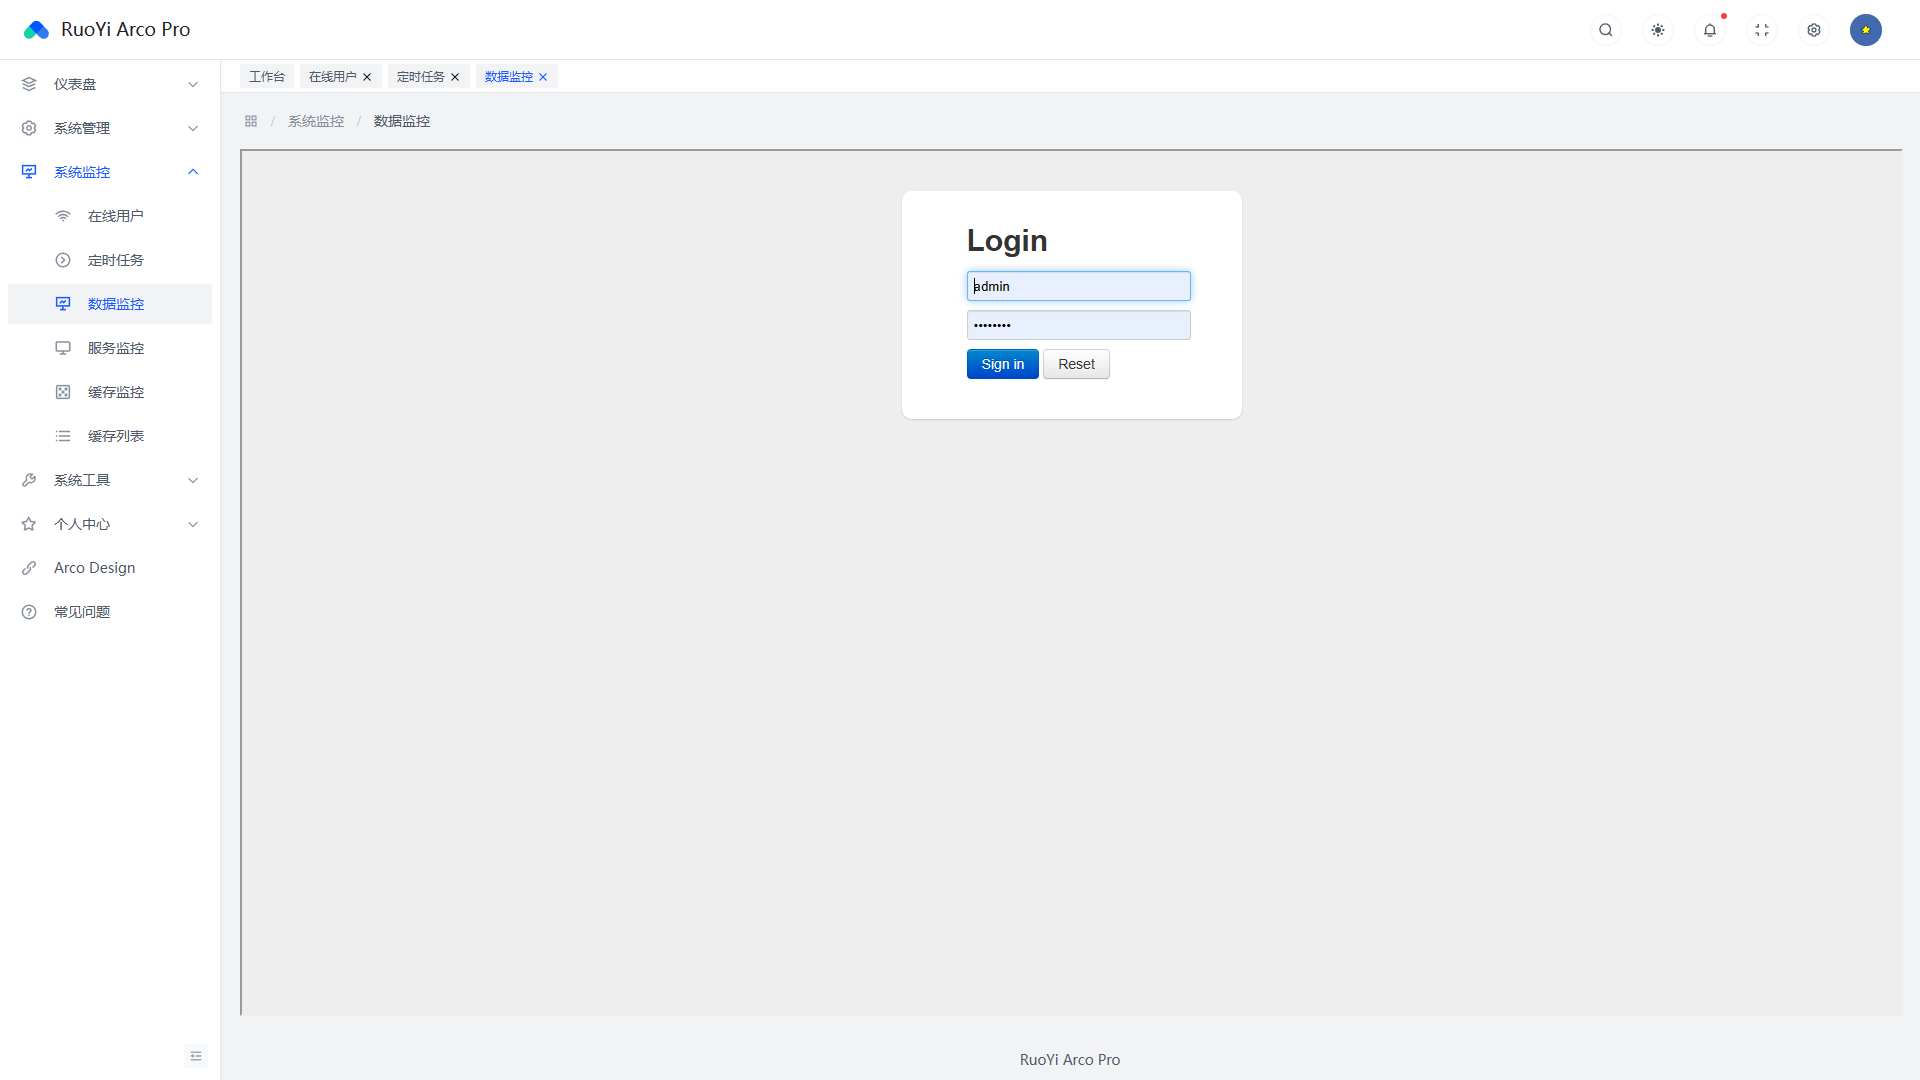 RuoYi Arco Pro
仪表盘
系统管理
系统监控
在线用户
定时任务
数据监控
服务监控
缓存监控
缓存列表
系统工具
个人中心
Arco Design
常见问题
工作台 在线用户 定时任务 数据监控
/ 系统监控 / 数据监控
Login
admin
••••••••
Sign in Reset
RuoYi Arco Pro